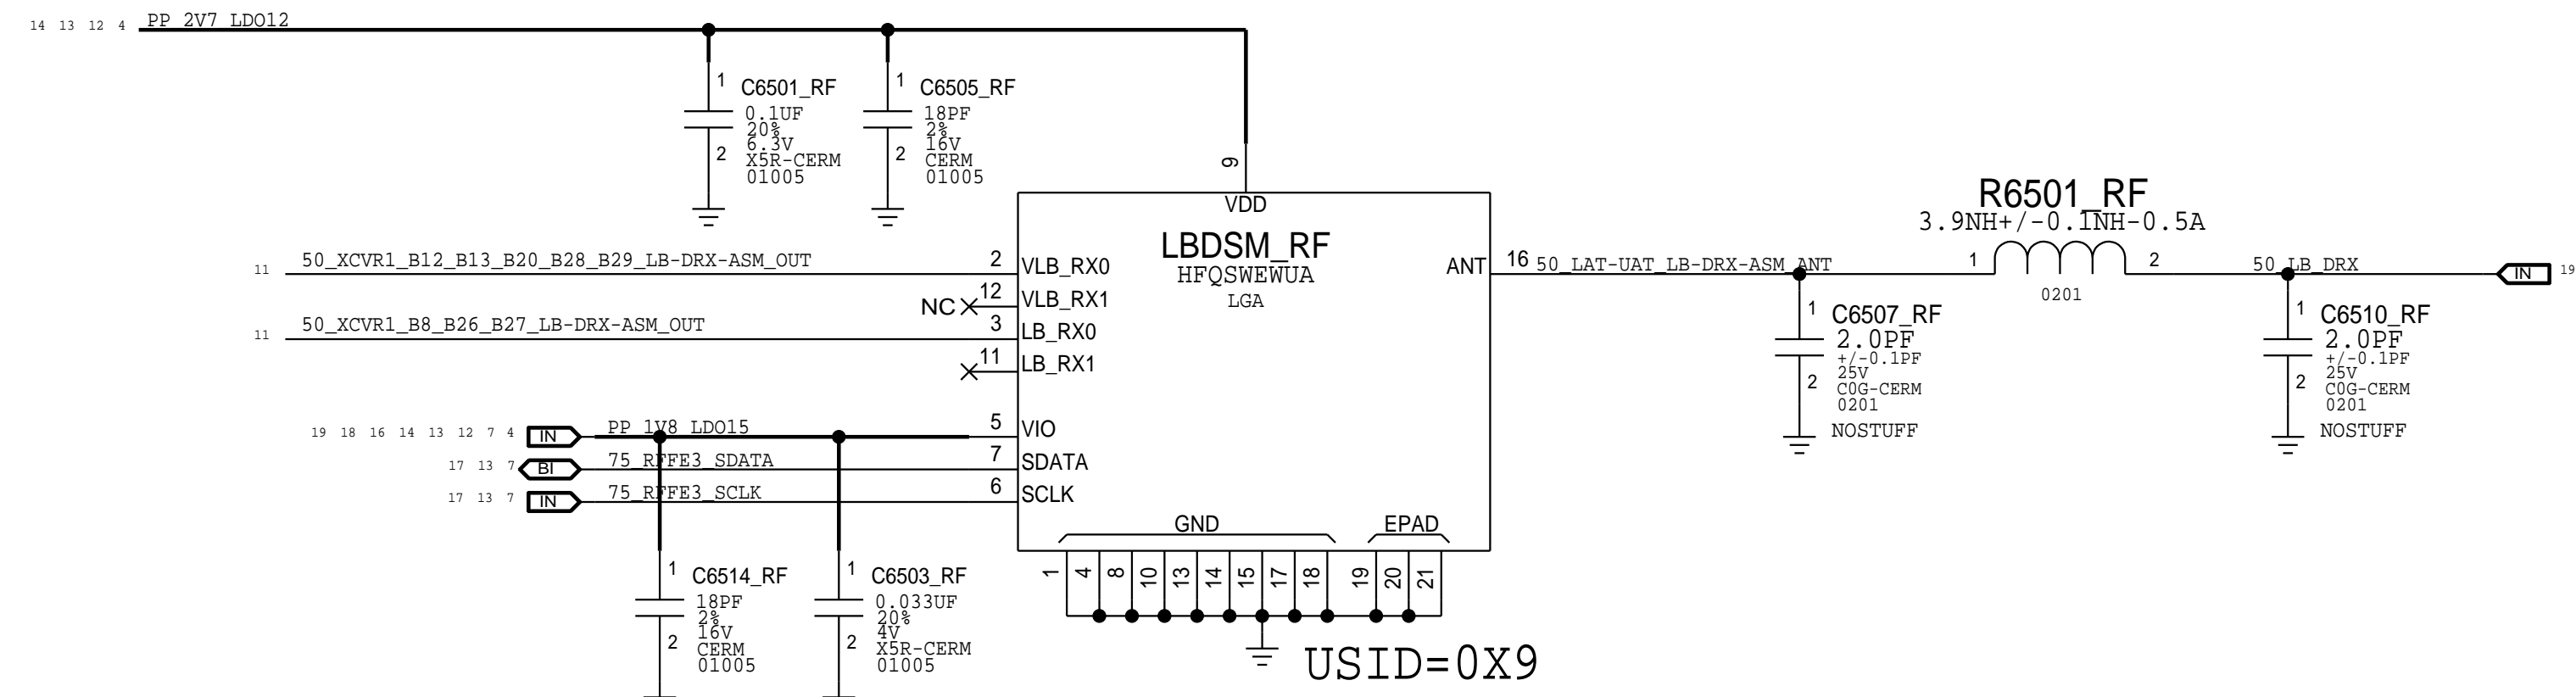 14 13 12 4 PP_2V7_LDO12
1 C6501_RF
0.1UF
20%
6.3V
2 X5R-CERM
01005
1 C6505_RF
18PF
2%
16V
2 CERM
01005
9
VDD
LBDSM_RF
HFQSWEWUA
LGA
11 50_XCVR1_B12_B13_B20_B28_B29_LB-DRX-ASM_OUT 2 VLB_RX0
NC 12 VLB_RX1
11 50_XCVR1_B8_B26_B27_LB-DRX-ASM_OUT 3 LB_RX0
11 LB_RX1
19 18 16 14 13 12 7 4 IN PP_1V8_LDO15 5 VIO
17 13 7 BI 75_RFFE3_SDATA 7 SDATA
17 13 7 IN 75_RFFE3_SCLK 6 SCLK
ANT 16 50_LAT-UAT_LB-DRX-ASM_ANT
R6501_RF
3.9NH+/-0.1NH-0.5A
1 2
0201
50_LB_DRX IN 19
1 C6507_RF
2.0PF
+/-0.1PF
25V
2 C0G-CERM
0201
NOSTUFF
1 C6510_RF
2.0PF
+/-0.1PF
25V
2 C0G-CERM
0201
NOSTUFF
GND EPAD
1 4 8 10 13 14 15 17 18 19 20 21
1 C6514_RF
18PF
2%
16V
2 CERM
01005
1 C6503_RF
0.033UF
20%
4V
2 X5R-CERM
01005
USID=0X9